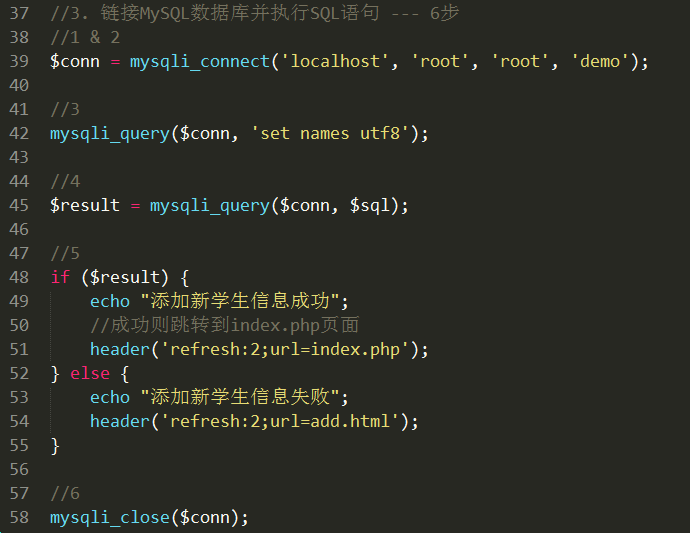 37 //3. 链接MySQL数据库并执行SQL语句 --- 6步
38 //1 & 2
39 $conn = mysqli_connect('localhost', 'root', 'root', 'demo');
40
41 //3
42 mysqli_query($conn, 'set names utf8');
43
44 //4
45 $result = mysqli_query($conn, $sql);
46
47 //5
48 if ($result) {
49     echo "添加新学生信息成功";
50     //成功则跳转到index.php页面
51     header('refresh:2;url=index.php');
52 } else {
53     echo "添加新学生信息失败";
54     header('refresh:2;url=add.html');
55 }
56
57 //6
58 mysqli_close($conn);